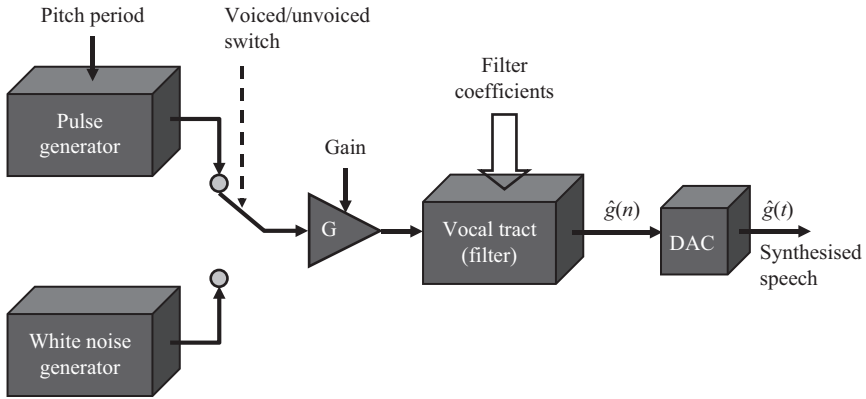 Pitch period
Voiced/unvoiced
switch
Pulse
generator
Filter
coefficients
Gain
G
Vocal tract
(filter)
ĝ(n)
DAC
ĝ(t)
Synthesised
speech
White noise
generator